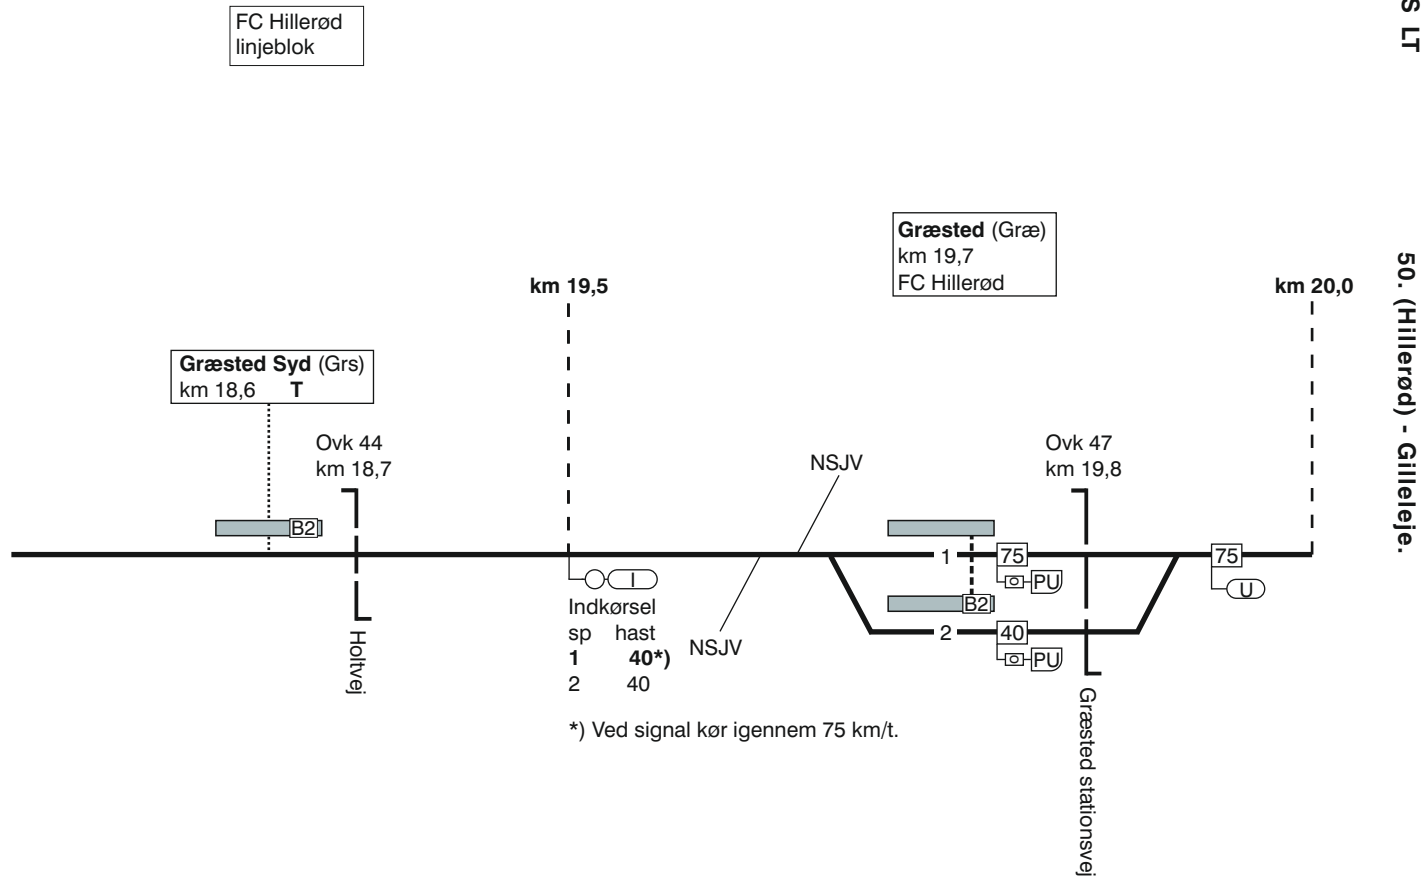 FC Hillerød
linjeblok
S LT
50. (Hillerød) - Gilleleje.
Græsted (Græ)
km 19,7
FC Hillerød
km 19,5
km 20,0
Græsted Syd (Grs)
km 18,6 T
Ovk 44
km 18,7
Ovk 47
km 19,8
NSJV
B2
1
75
75
I
PU
U
Indkørsel
sp hast
1 40*)
2 40
NSJV
B2
2
40
PU
Holtvej
Græsted stationsvej
*) Ved signal kør igennem 75 km/t.